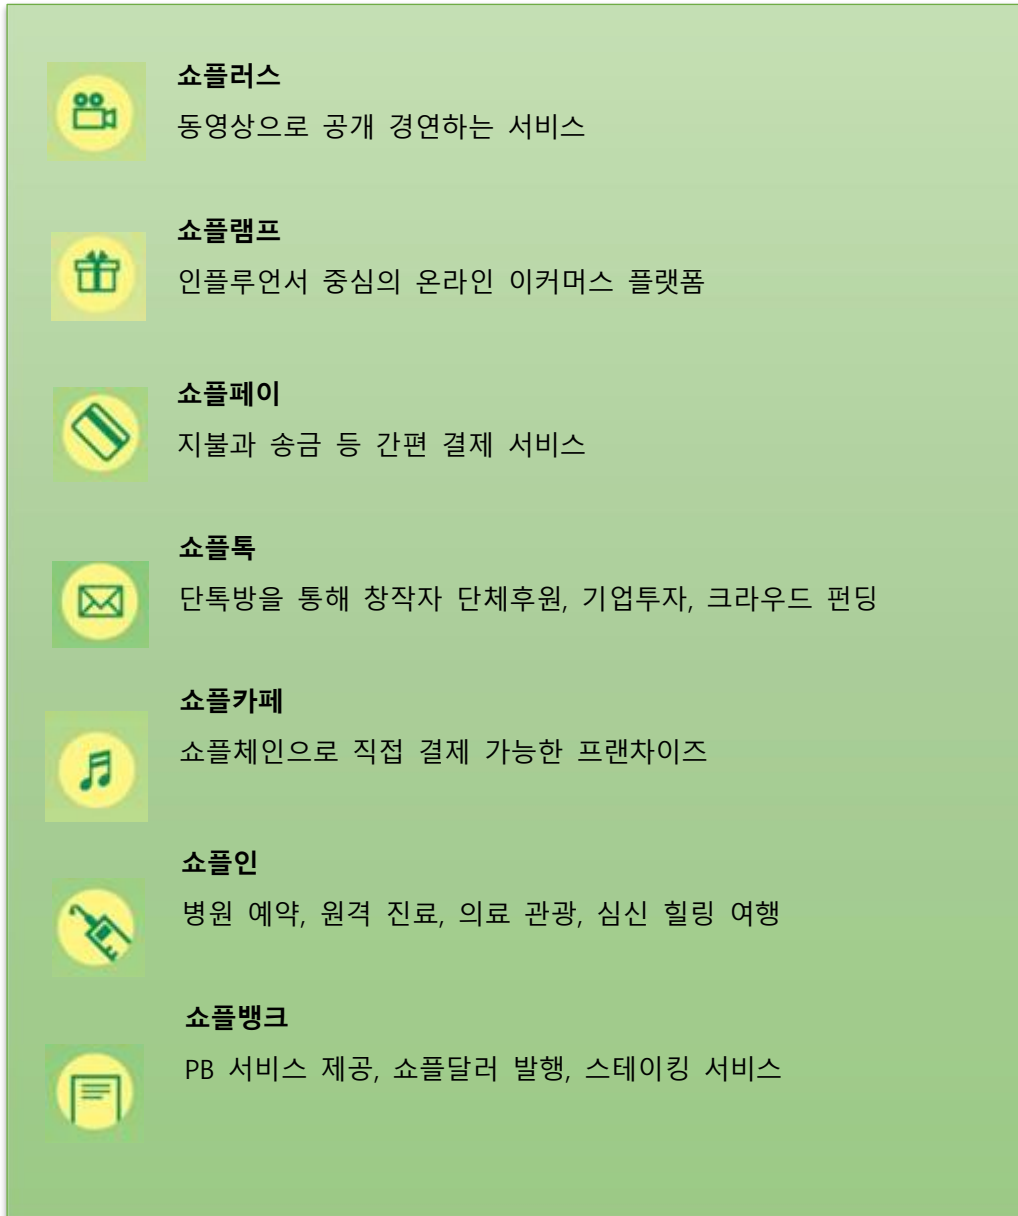 쇼플러스
동영상으로 공개 경연하는 서비스
쇼플램프
인플루언서 중심의 온라인 이커머스 플랫폼
쇼플페이
지불과 송금 등 간편 결제 서비스
쇼플톡
단톡방을 통해 창작자 단체후원, 기업투자, 크라우드 펀딩
쇼플카페
쇼플체인으로 직접 결제 가능한 프랜차이즈
쇼플인
병원 예약, 원격 진료, 의료 관광, 심신 힐링 여행
쇼플뱅크
PB 서비스 제공, 쇼플달러 발행, 스테이킹 서비스